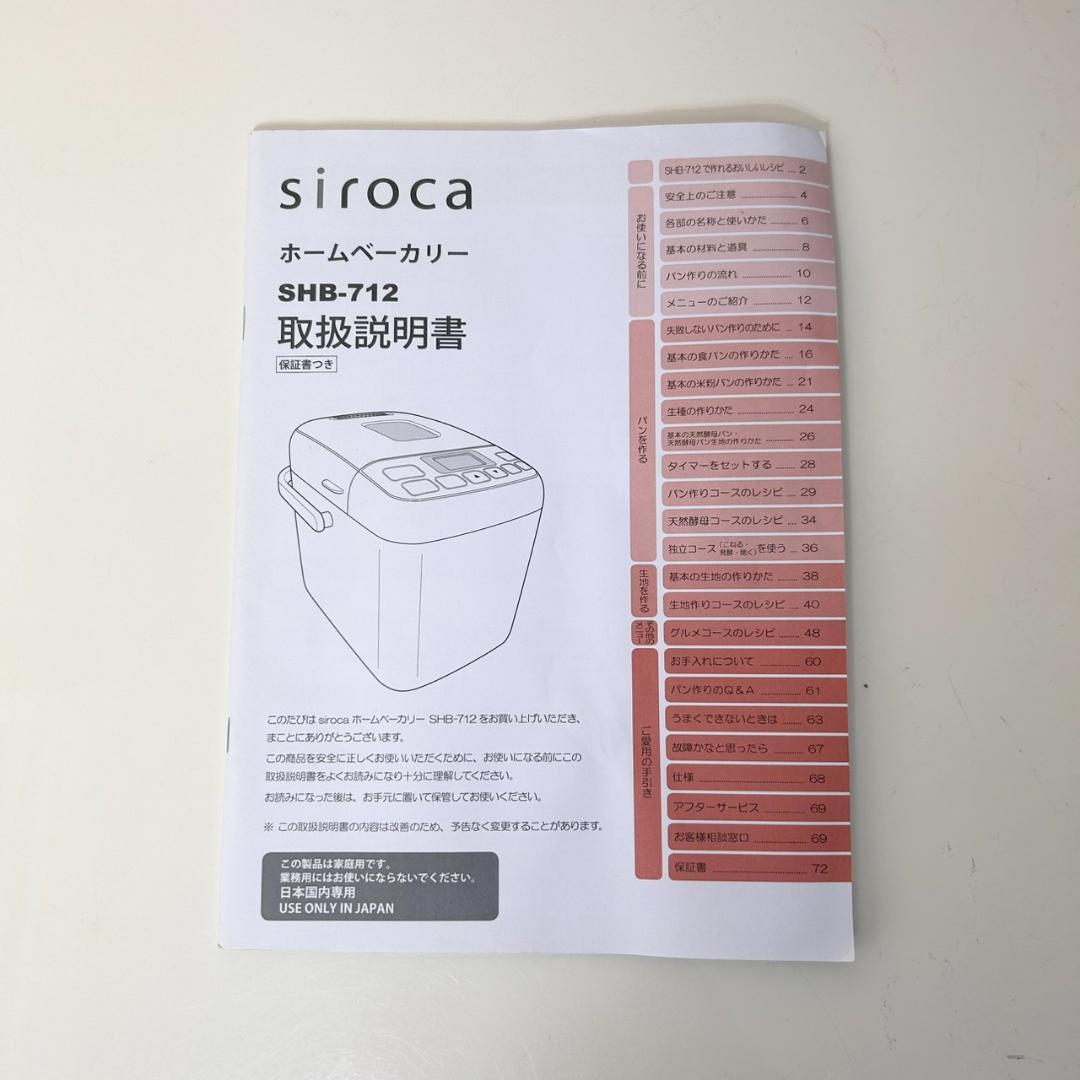 siroca
ホームベーカリー
SHB-712
取扱説明書
保証書つき
このたびは siroca ホームベーカリー SHB-712 をお買い上げいただき、
まことにありがとうございます。
この商品を安全に正しくお使いいただくために、お使いになる前にこの
取扱説明書をよくお読みになり十分に理解してください。
お読みになった後は、お手元に置いて保管してお使いください。
※ この取扱説明書の内容は改善のため、予告なく変更することがあります。
この製品は家庭用です。
業務用にはお使いにならないでください。
日本国内専用
USE ONLY IN JAPAN
SHB-712 で作れるおいしいレシピ .... 2
お使いになる前に
安全上のご注意 .................... 4
各部の名称と使いかた ........... 6
基本の材料と道具 ................ 8
パン作りの流れ .................. 10
メニューのご紹介 ............... 12
パンを作る
失敗しないパン作りのために ... 14
基本の食パンの作りかた .... 16
基本の米粉パンの作りかた ... 21
生種の作りかた .................... 24
基本の天然酵母パン・
天然酵母パン生地の作りかた .......... 26
タイマーをセットする ........ 28
パン作りコースのレシピ .... 29
天然酵母コースのレシピ .... 34
独立コース（こねる・発酵・焼く）を使う ... 36
生地を作る
基本の生地の作りかた ........ 38
生地作りコースのレシピ .... 40
その他のメニュー
グルメコースのレシピ ........ 48
ご愛用の手引き
お手入れについて ............... 60
パン作りのQ＆A ............... 61
うまくできないときは ........ 63
故障かなと思ったら ........... 67
仕様 .................................... 68
アフターサービス ............... 69
お客様相談窓口 .................. 69
保証書 ................................ 72